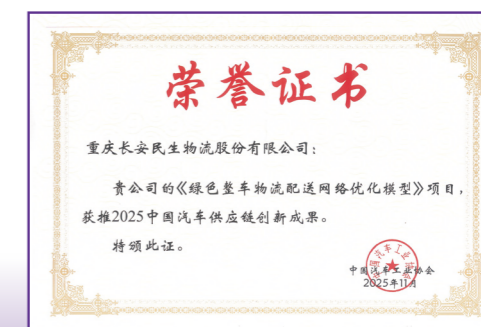 荣誉证书
重庆长安民生物流股份有限公司：
贵公司的《绿色整车物流配送网络优化模型》项目，
获推2025中国汽车供应链创新成果。
特颁此证。
中国汽车工业协会
2025年11月